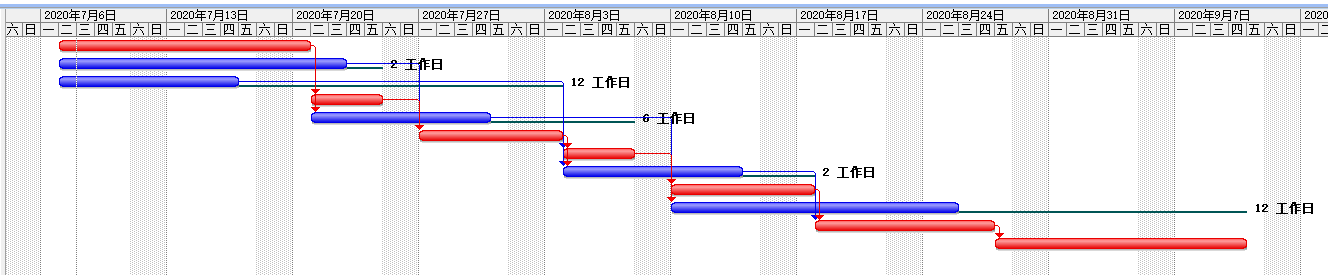 2020年7月6日 2020年7月13日 2020年7月20日 2020年7月27日 2020年8月3日 2020年8月10日 2020年8月17日 2020年8月24日 2020年8月31日 2020年9月7日 2020
六 日 一 二 三 四 五 六 日 一 二 三 四 五 六 日 一 二 三 四 五 六 日 一 二 三 四 五 六 日 一 二 三 四 五 六 日 一 二 三 四 五 六 日 一 二 三 四 五 六 日 一 二 三 四 五 六 日 一 二 三 四 五 六 日 一 二 三 四 五 六 日 一 二
2 工作日
12 工作日
6 工作日
2 工作日
12 工作日